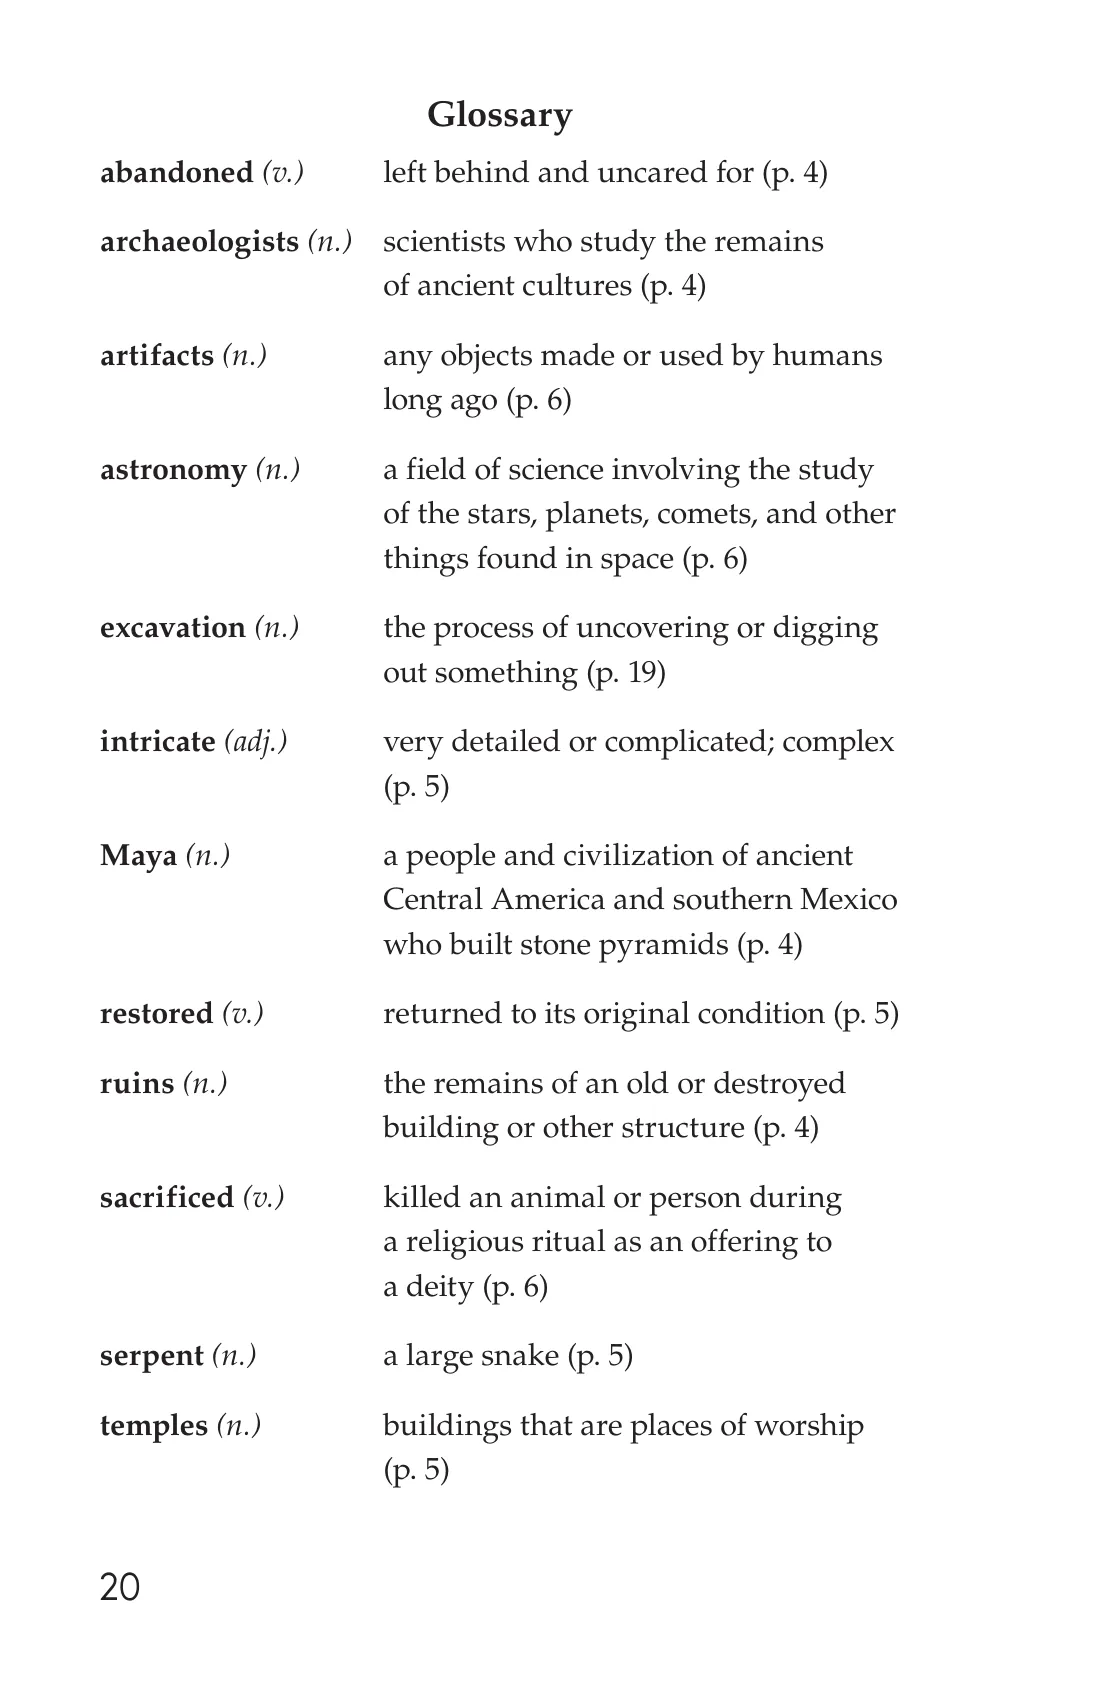 Glossary
abandoned (v.) left behind and uncared for (p. 4)
archaeologists (n.) scientists who study the remains
of ancient cultures (p. 4)
artifacts (n.) any objects made or used by humans
long ago (p. 6)
astronomy (n.) a field of science involving the study
of the stars, planets, comets, and other
things found in space (p. 6)
excavation (n.) the process of uncovering or digging
out something (p. 19)
intricate (adj.) very detailed or complicated; complex
(p. 5)
Maya (n.) a people and civilization of ancient
Central America and southern Mexico
who built stone pyramids (p. 4)
restored (v.) returned to its original condition (p. 5)
ruins (n.) the remains of an old or destroyed
building or other structure (p. 4)
sacrificed (v.) killed an animal or person during
a religious ritual as an offering to
a deity (p. 6)
serpent (n.) a large snake (p. 5)
temples (n.) buildings that are places of worship
(p. 5)
20